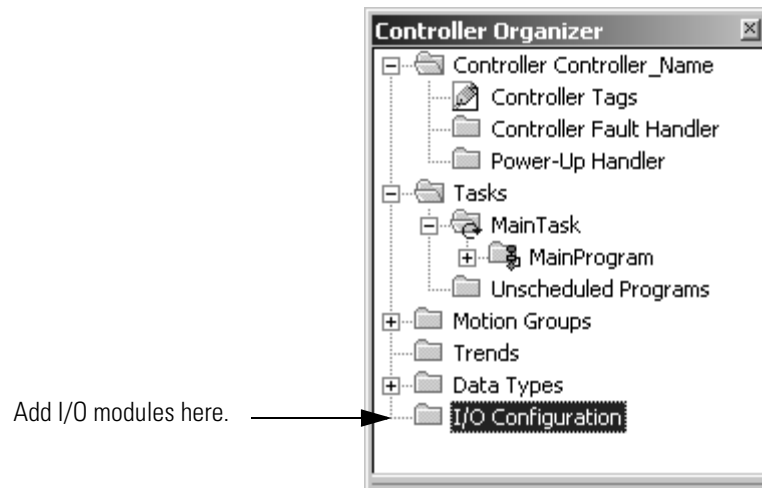 Controller Organizer
Controller Controller_Name
Controller Tags
Controller Fault Handler
Power-Up Handler
Tasks
MainTask
MainProgram
Unscheduled Programs
Motion Groups
Trends
Data Types
Add I/O modules here.
I/O Configuration